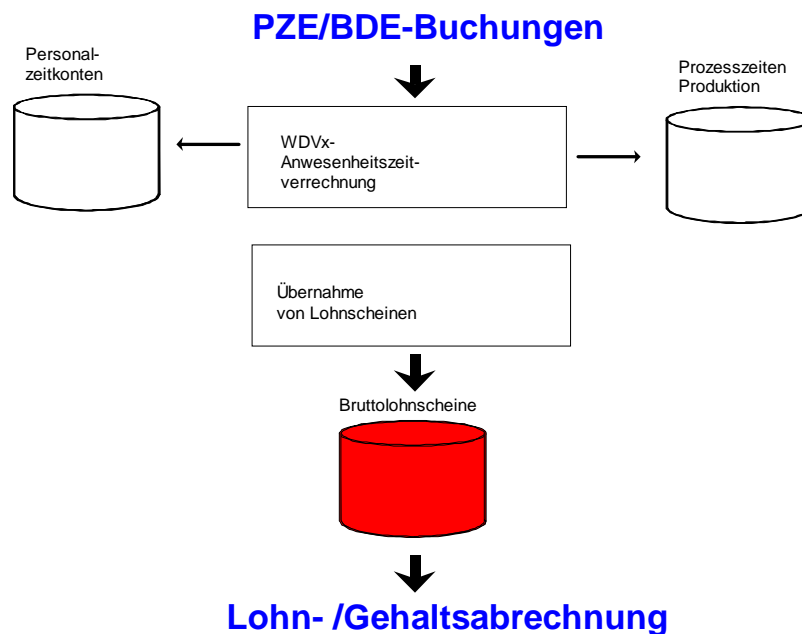 PZE/BDE-Buchungen
Personal-
zeitkonten
Prozesszeiten
Produktion
WDVx-
Anwesenheitszeit-
verrechnung
Übernahme
von Lohnscheinen
Bruttolohnscheine
Lohn- /Gehaltsabrechnung